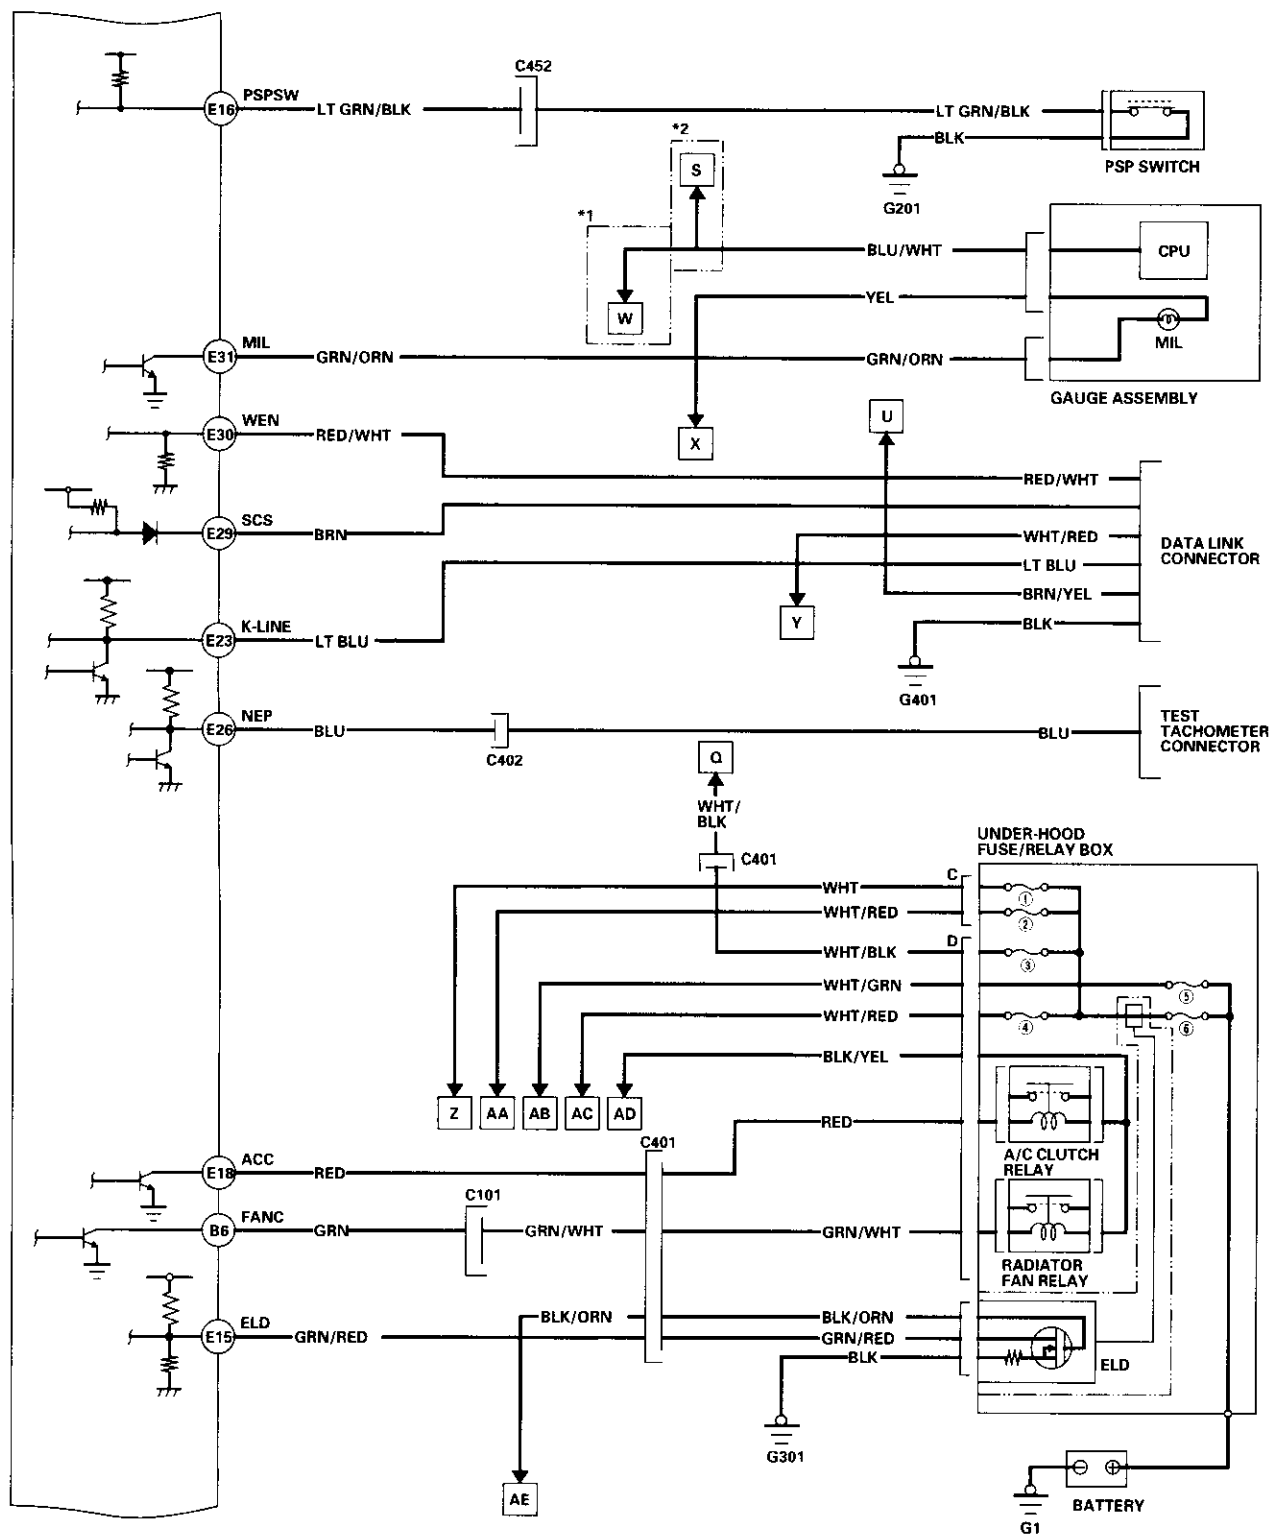 C452
E16
PSPSW
LT GRN/BLK
LT GRN/BLK
BLK
PSP SWITCH
G201
*2
S
*1
W
BLU/WHT
CPU
YEL
MIL
GAUGE ASSEMBLY
E31
MIL
GRN/ORN
GRN/ORN
X
U
E30
WEN
RED/WHT
RED/WHT
E29
SCS
BRN
WHT/RED
DATA LINK
CONNECTOR
LT BLU
BRN/YEL
Y
BLK
G401
E23
K-LINE
LT BLU
E26
NEP
BLU
C402
BLU
TEST
TACHOMETER
CONNECTOR
Q
WHT/
BLK
C401
UNDER-HOOD
FUSE/RELAY BOX
C
WHT
1
WHT/RED
2
D
WHT/BLK
3
WHT/GRN
5
WHT/RED
4
6
BLK/YEL
Z
AA
AB
AC
AD
RED
A/C CLUTCH
RELAY
C401
E18
ACC
RED
C101
B6
FANC
GRN
GRN/WHT
GRN/WHT
RADIATOR
FAN RELAY
E15
ELD
GRN/RED
BLK/ORN
BLK/ORN
GRN/RED
BLK
ELD
G301
AE
BATTERY
G1